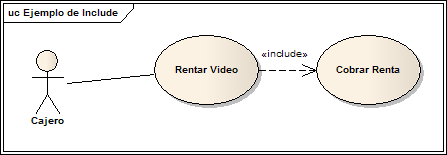 uc Ejemplo de Include
Rentar Video
«include»
Cobrar Renta
Cajero